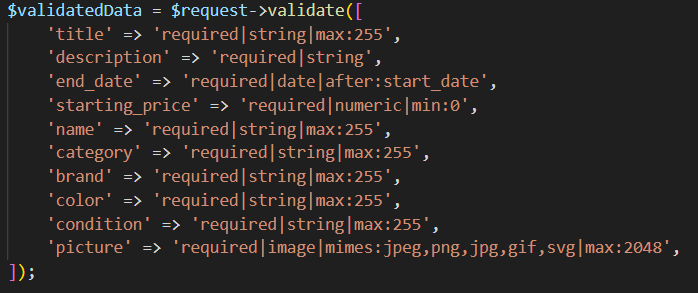 $validatedData = $request->validate([
    'title' => 'required|string|max:255',
    'description' => 'required|string',
    'end_date' => 'required|date|after:start_date',
    'starting_price' => 'required|numeric|min:0',
    'name' => 'required|string|max:255',
    'category' => 'required|string|max:255',
    'brand' => 'required|string|max:255',
    'color' => 'required|string|max:255',
    'condition' => 'required|string|max:255',
    'picture' => 'required|image|mimes:jpeg,png,jpg,gif,svg|max:2048',
]);